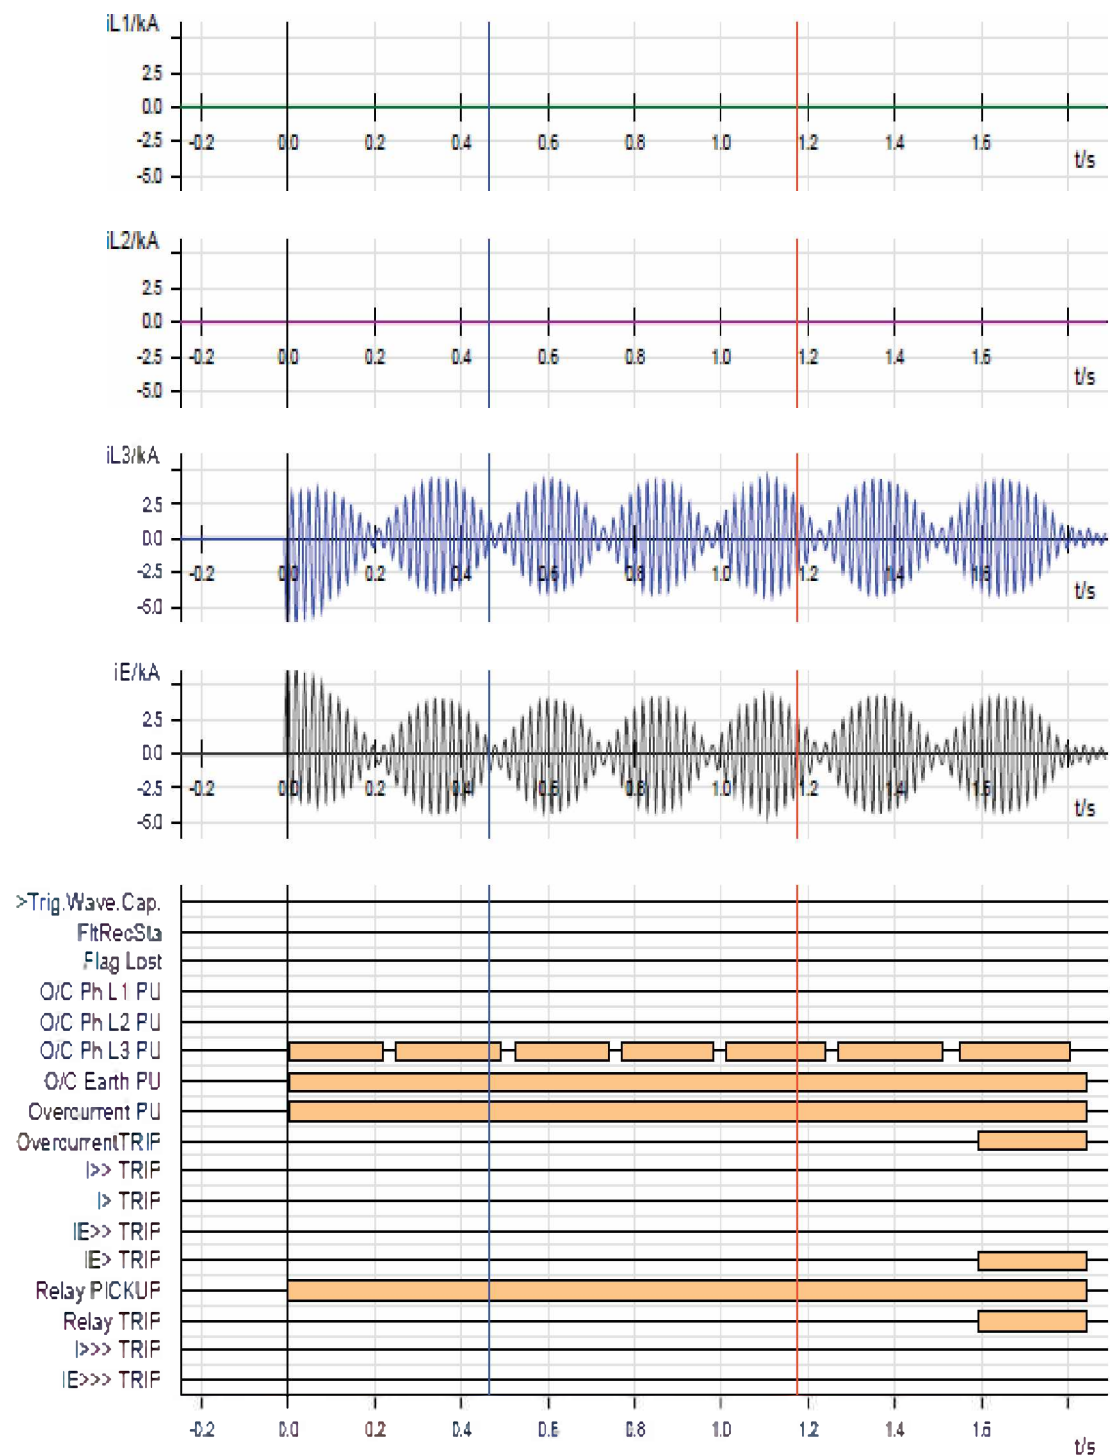 iL1/kA
2.5
0.0
-2.5
-5.0
-0.2 0.0 0.2 0.4 0.6 0.8 1.0 1.2 1.4 1.6
t/s
iL2/kA
2.5
0.0
-2.5
-5.0
-0.2 0.0 0.2 0.4 0.6 0.8 1.0 1.2 1.4 1.6
t/s
iL3/kA
2.5
0.0
-2.5
-5.0
-0.2 0.0 0.2 0.4 0.6 0.8 1.0 1.2 1.4 1.6
t/s
iE/kA
2.5
0.0
-2.5
-5.0
-0.2 0.0 0.2 0.4 0.6 0.8 1.0 1.2 1.4 1.6
t/s
>Trig.Wave.Cap.
FltRecSta
Flag Lost
O/C Ph L1 PU
O/C Ph L2 PU
O/C Ph L3 PU
O/C Earth PU
Overcurrent PU
OvercurrentTRIP
I>> TRIP
I> TRIP
IE>> TRIP
IE> TRIP
Relay PICKUP
Relay TRIP
I>>> TRIP
IE>>> TRIP
-0.2 0.0 0.2 0.4 0.6 0.8 1.0 1.2 1.4 1.6
t/s